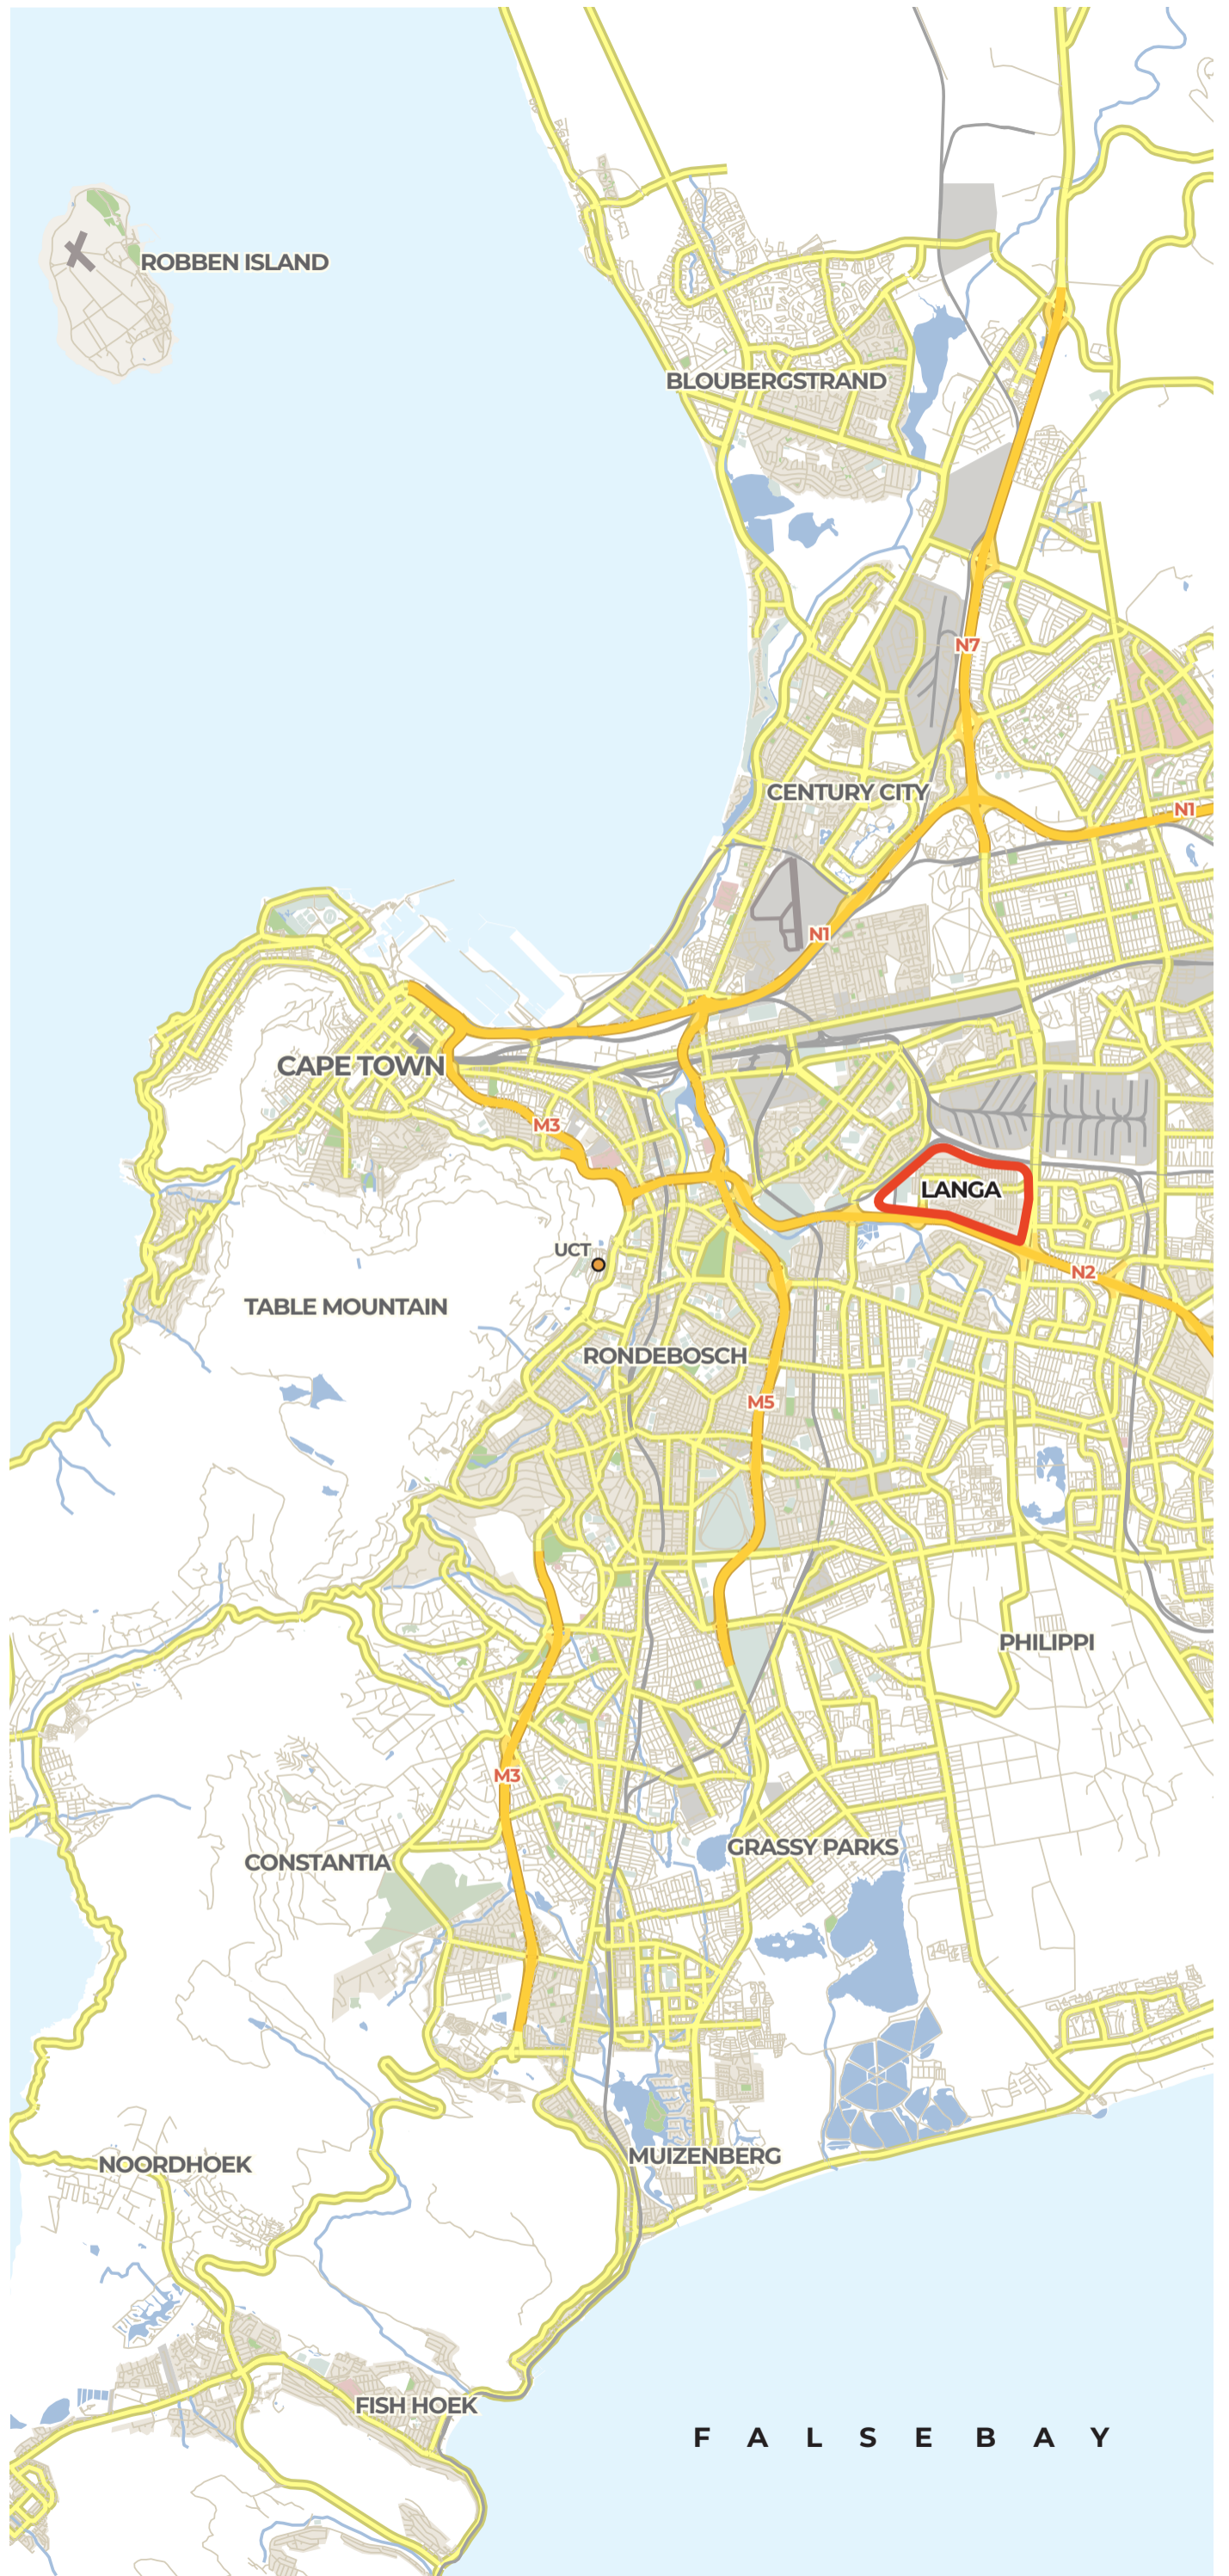 ROBBEN ISLAND
BLOUBERGSTRAND
N7
CENTURY CITY
N1
N1
CAPE TOWN
M3
LANGA
UCT
N2
TABLE MOUNTAIN
RONDEBOSCH
M5
PHILIPPI
M3
GRASSY PARKS
CONSTANTIA
MUIZENBERG
NOORDHOEK
FISH HOEK
F A L S E B A Y